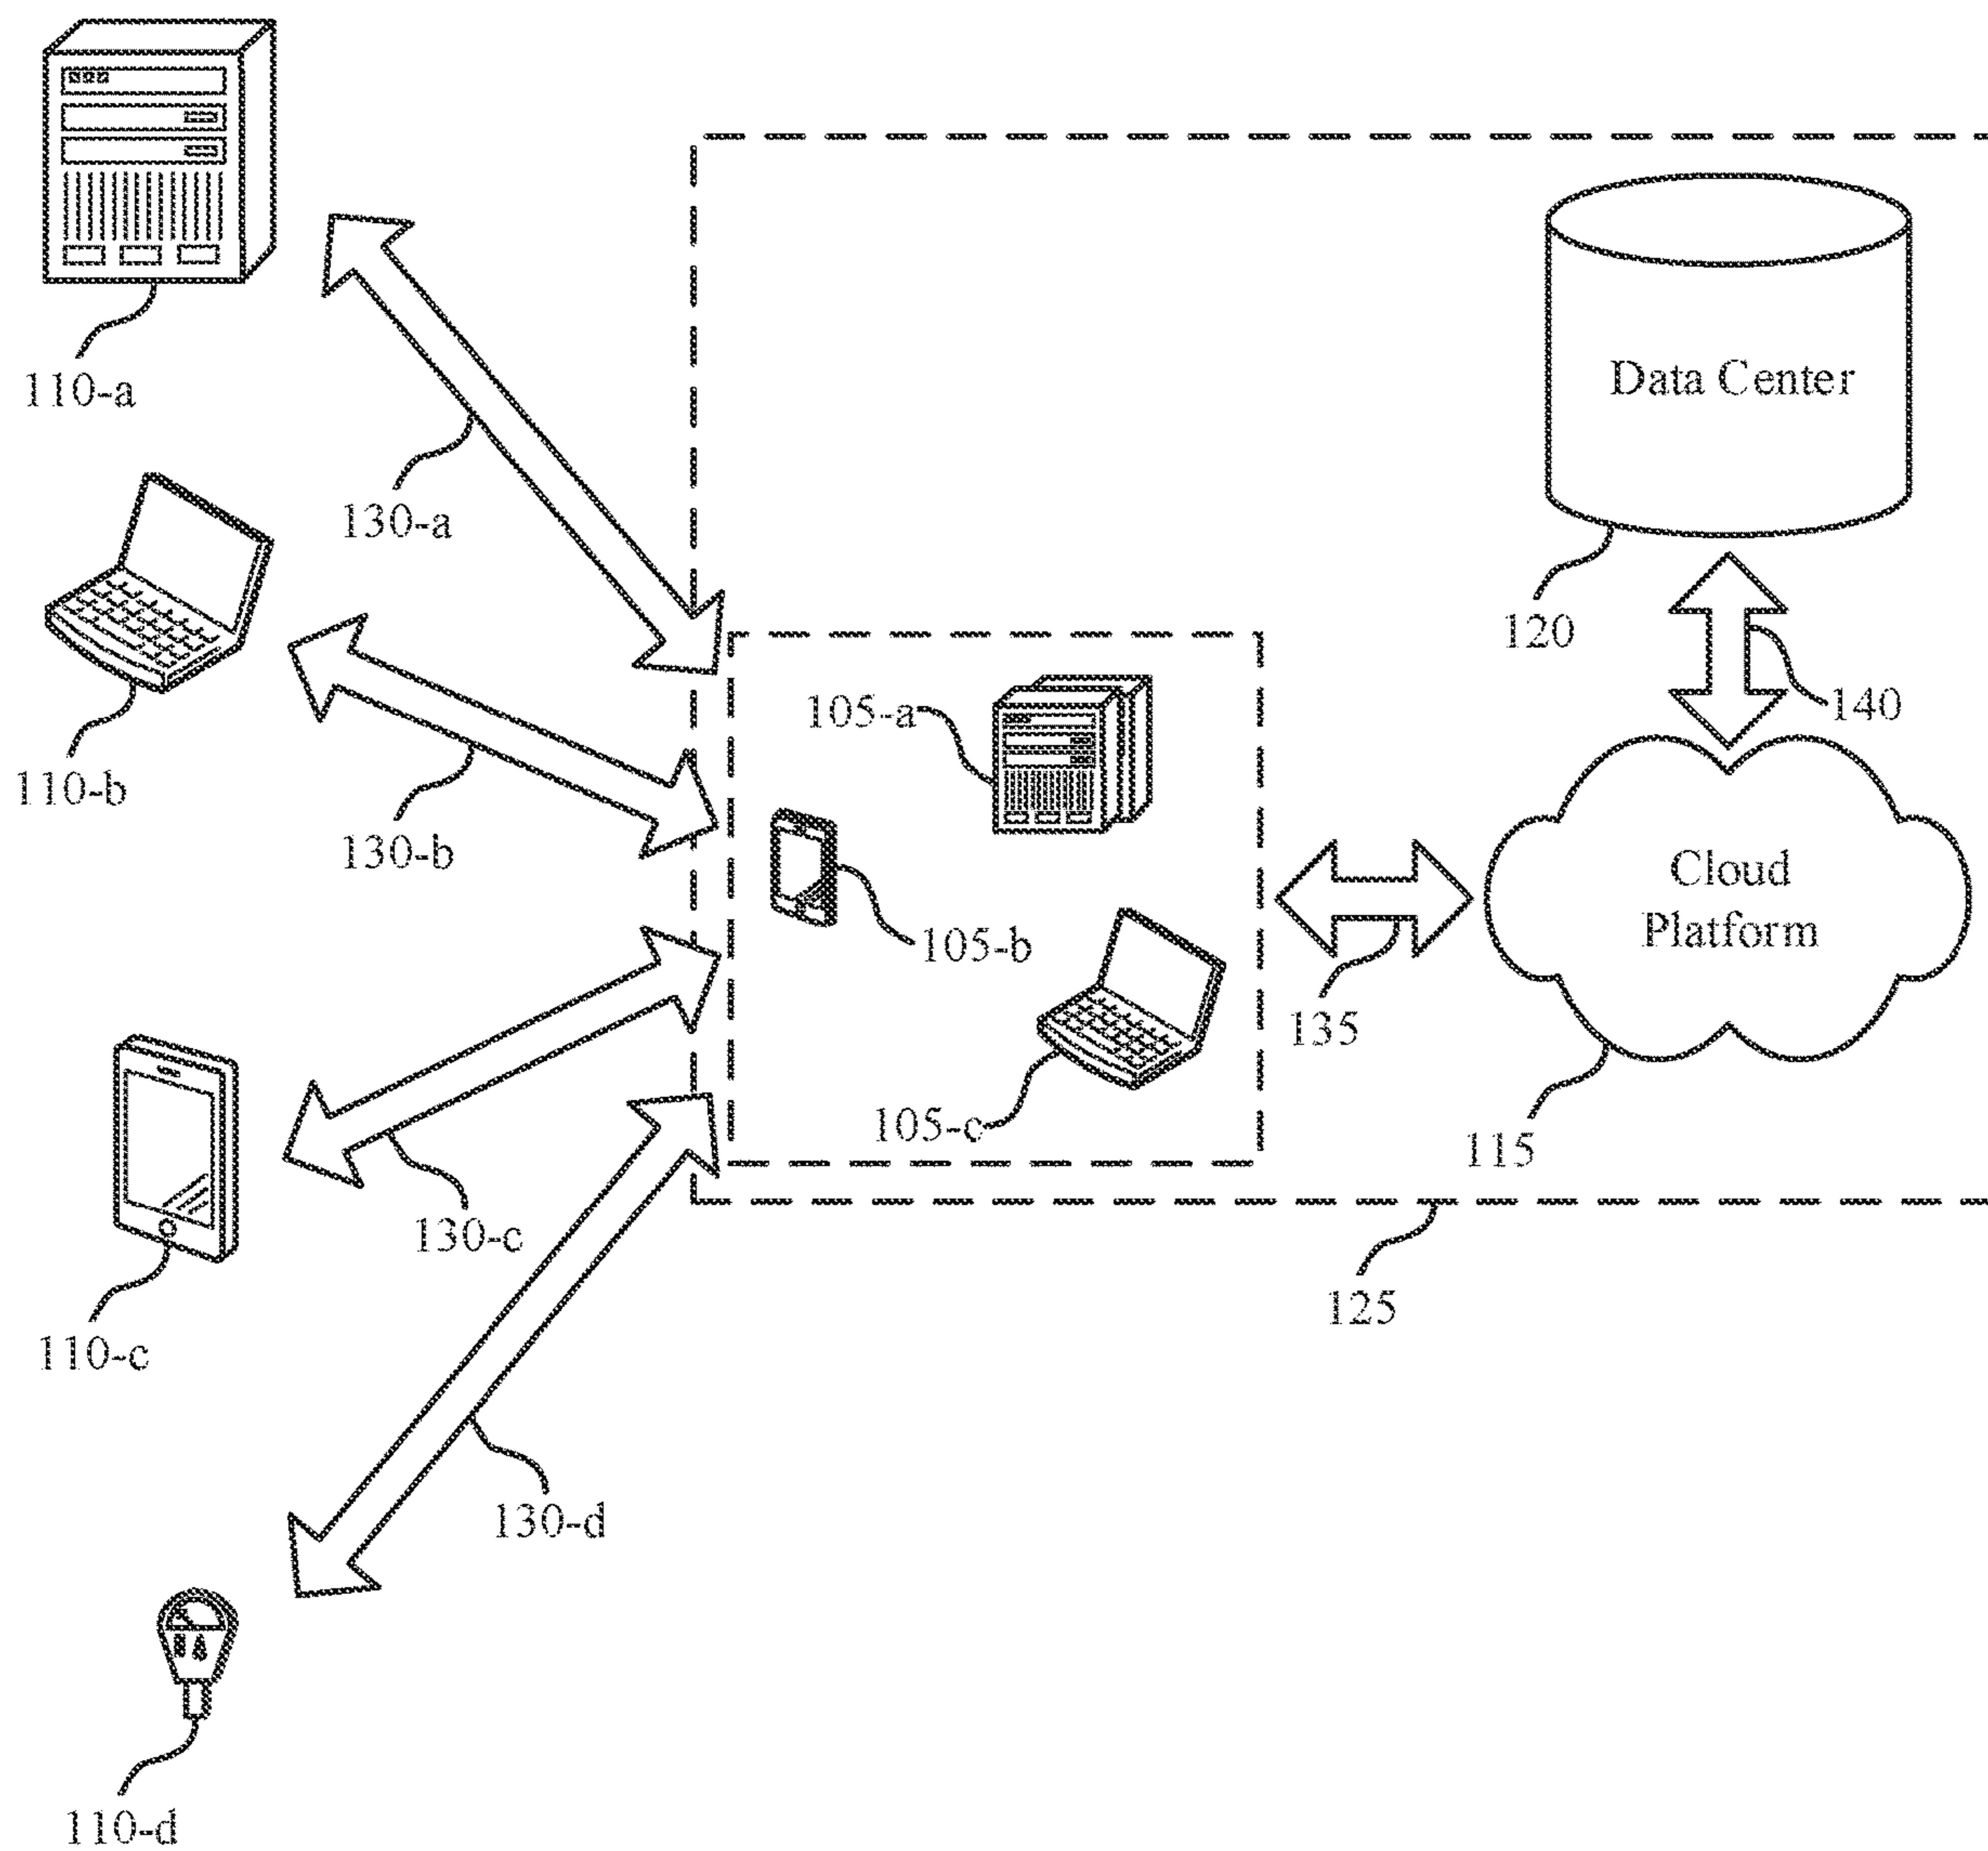 110-a
130-a
Data Center
120
140
110-b
130-b
105-a
105-b
105-c
Cloud
Platform
135
115
130-c
125
110-c
130-d
110-d